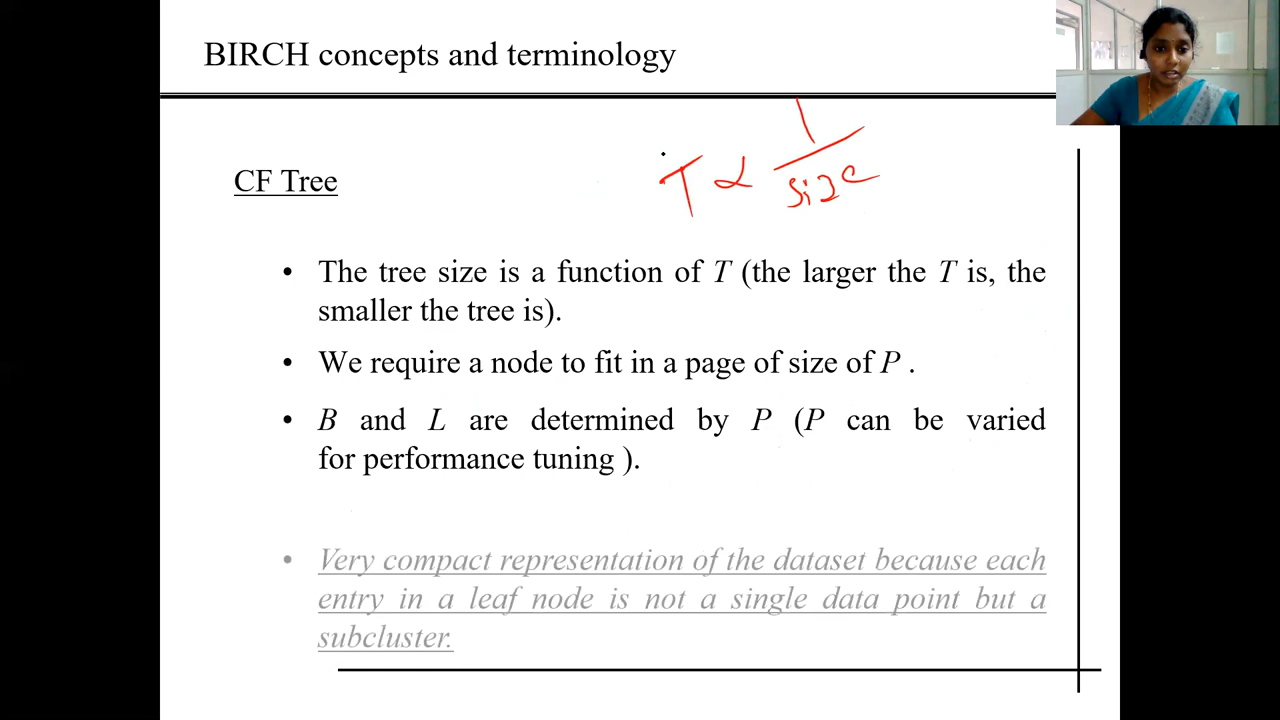 BIRCH concepts and terminology
T ∝ 1/size
CF Tree
• The tree size is a function of T (the larger the T is, the
smaller the tree is).
• We require a node to fit in a page of size of P .
• B and L are determined by P (P can be varied
for performance tuning ).
• Very compact representation of the dataset because each
entry in a leaf node is not a single data point but a
subcluster.